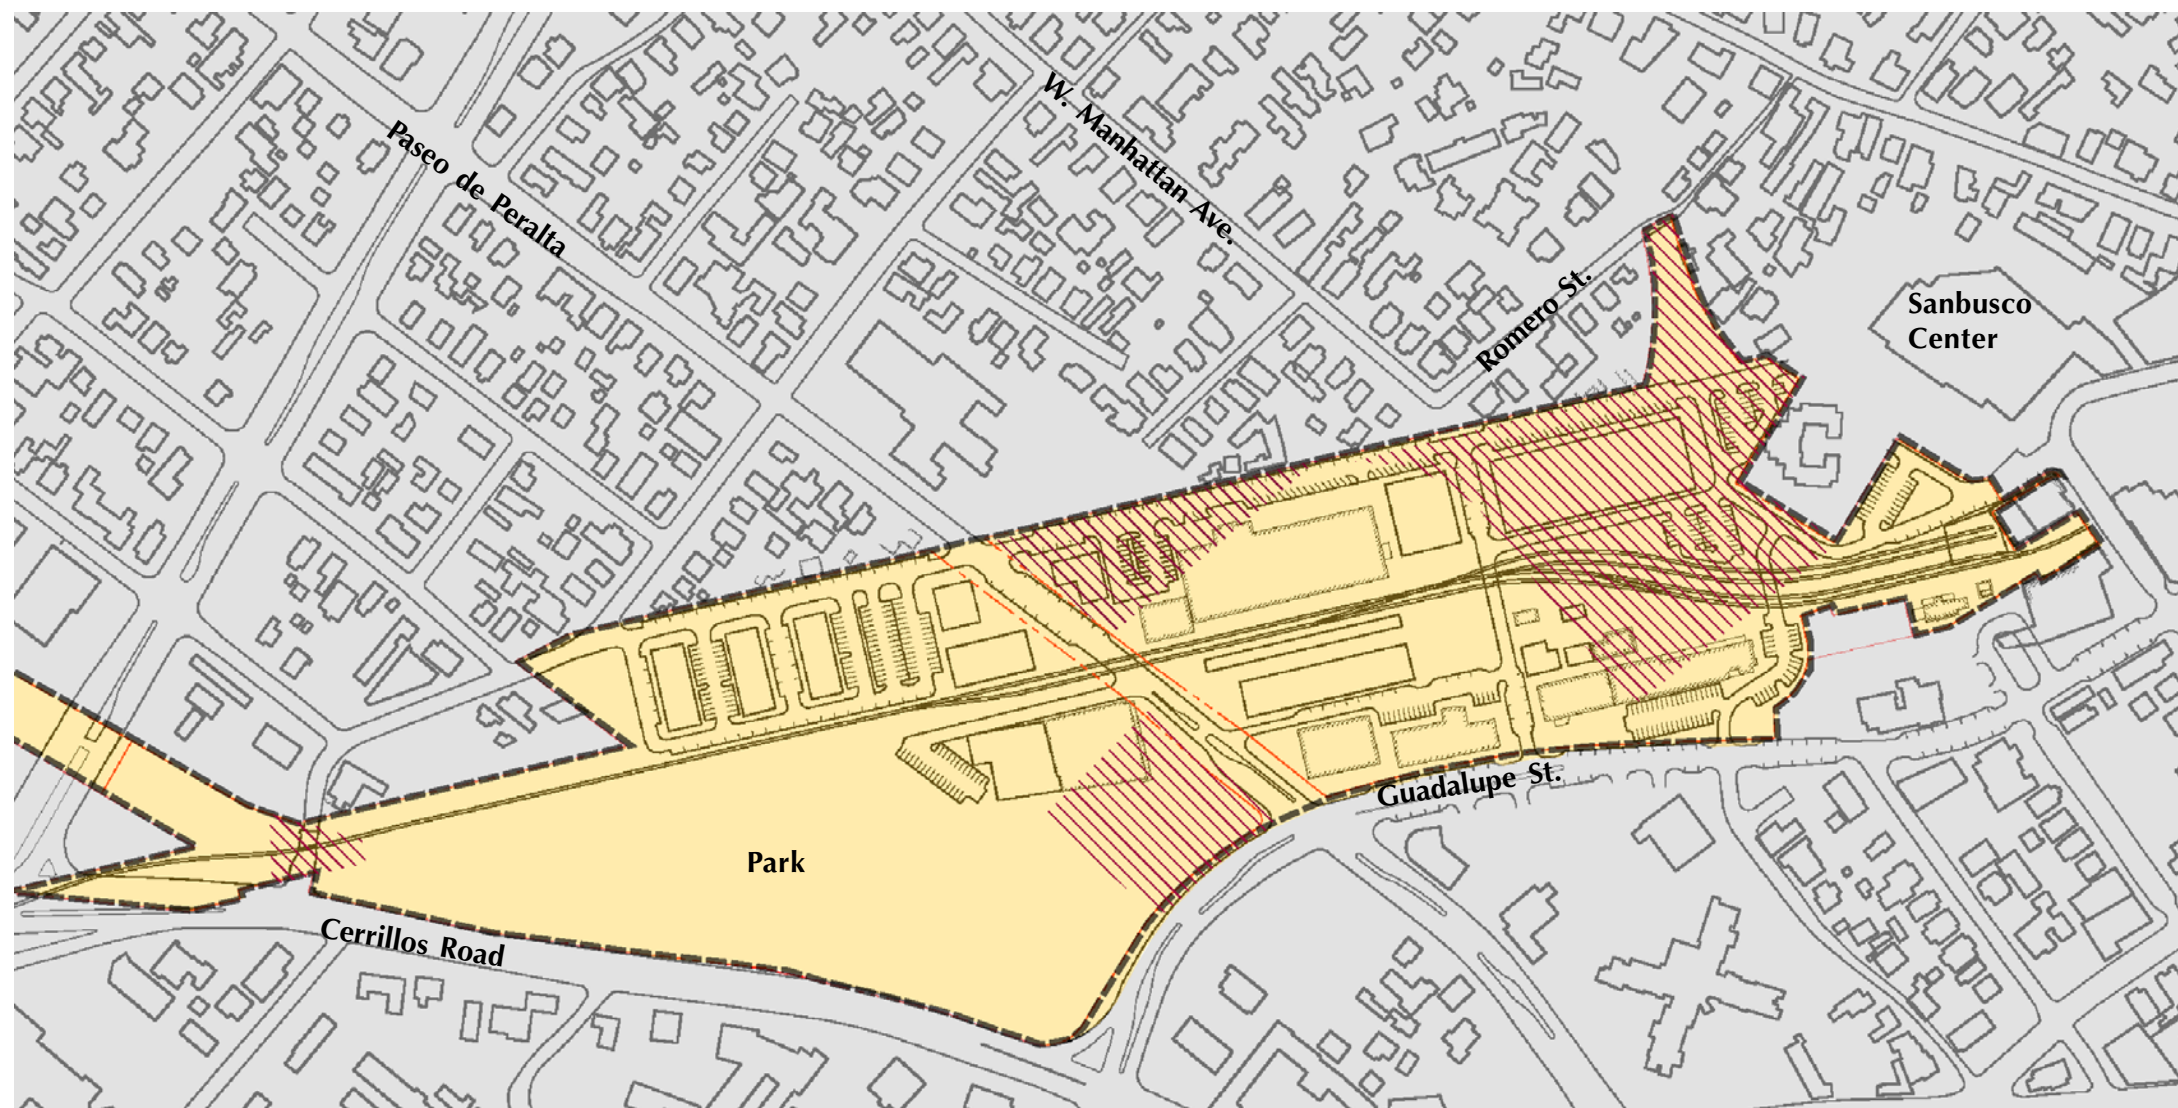 W. Manhattan Ave.
Paseo de Peralta
Romero St.
Sanbusco
Center
Guadalupe St.
Park
Cerrillos Road